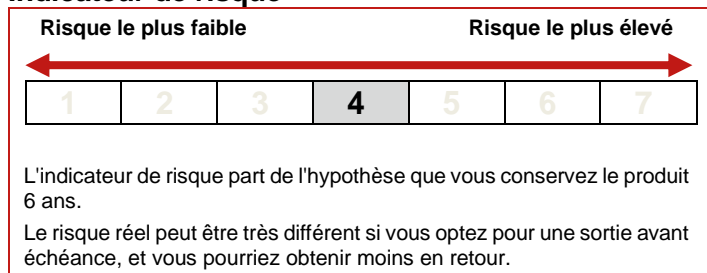 Indicateur de risque
Risque le plus faible Risque le plus élevé
1 2 3 4 5 6 7
L'indicateur de risque part de l'hypothèse que vous conservez le produit
6 ans.
Le risque réel peut être très différent si vous optez pour une sortie avant
échéance, et vous pourriez obtenir moins en retour.